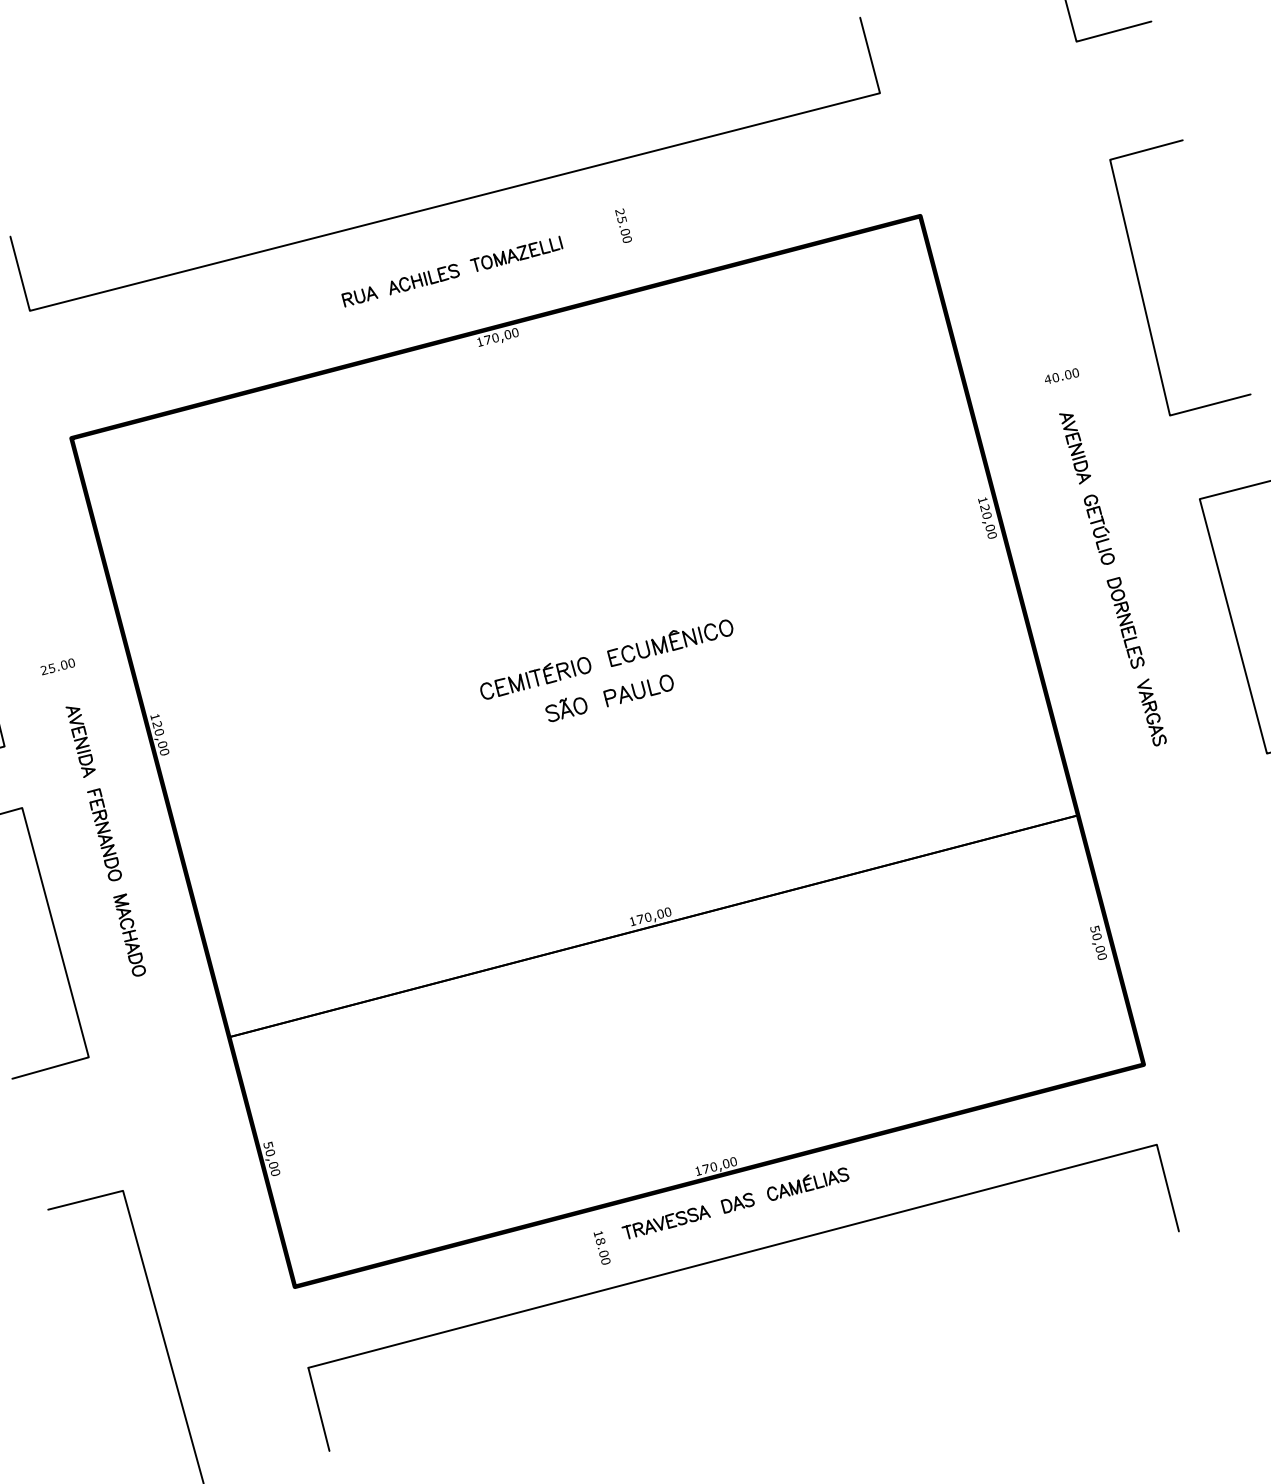 25.00
RUA ACHILES TOMAZELLI
170,00
40.00
AVENIDA GETÚLIO DORNELES VARGAS
120,00
CEMITÉRIO ECUMÊNICO
SÃO PAULO
25.00
AVENIDA FERNANDO MACHADO
120,00
170,00
50,00
50,00
170,00
TRAVESSA DAS CAMÉLIAS
18.00